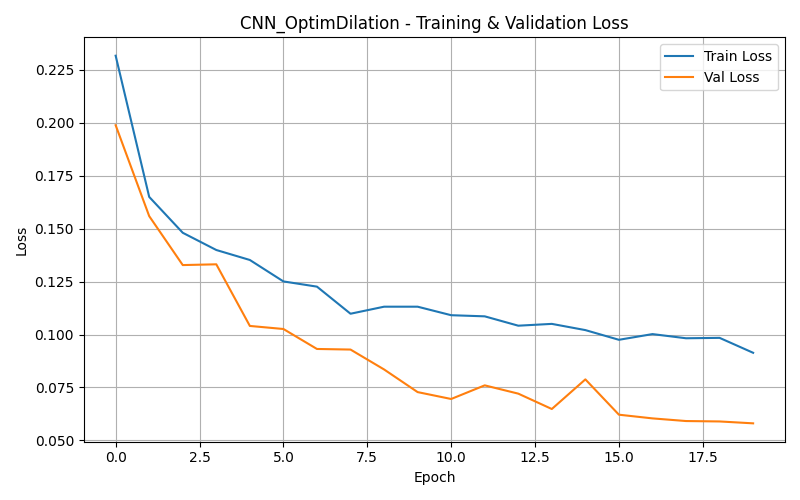 CNN_OptimDilation - Training & Validation Loss
Train Loss
Val Loss
0.225
0.200
0.175
0.150
0.125
0.100
0.075
0.050
Loss
0.0 2.5 5.0 7.5 10.0 12.5 15.0 17.5
Epoch